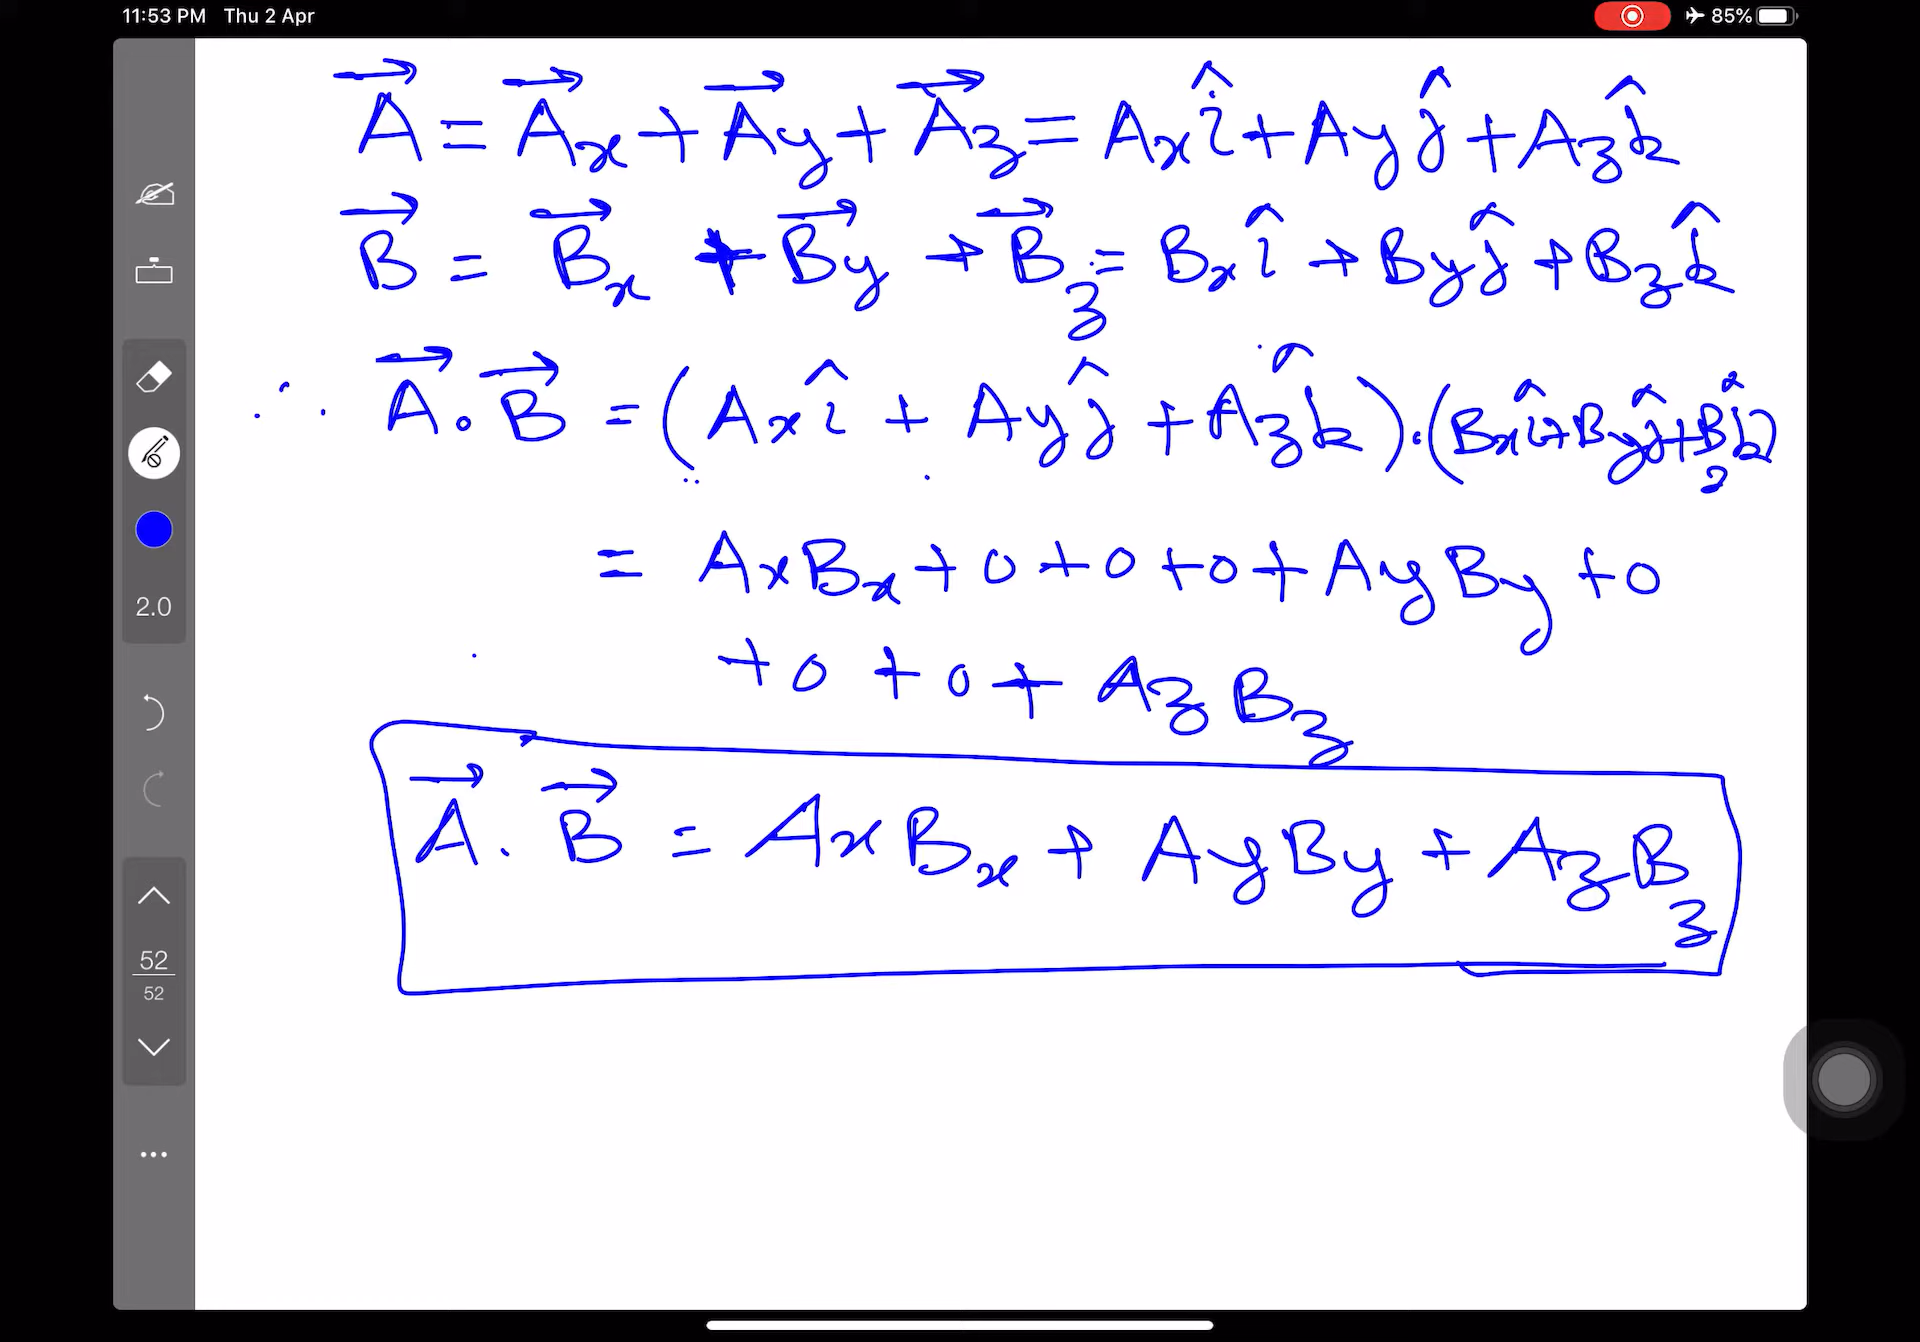 11:53 PM Thu 2 Apr 85%
A⃗ = A⃗x + A⃗y + A⃗z = Ax î + Ay ĵ + Az k̂
B⃗ = B⃗x + B⃗y + B⃗z = Bx î + By ĵ + Bz k̂
∴ A⃗ . B⃗ = (Ax î + Ay ĵ + Az k̂) . (Bx î + By ĵ + Bz k̂)
= AxBx + 0 + 0 + 0 + AyBy + 0
+ 0 + 0 + AzBz
A⃗ . B⃗ = AxBx + AyBy + AzBz
2.0
52
52